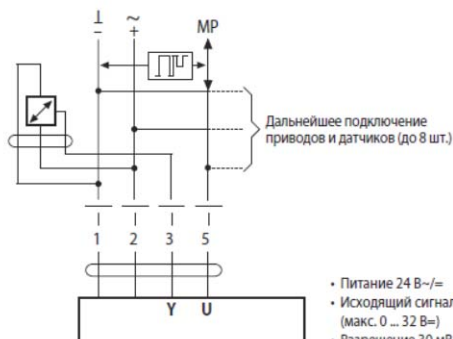 ⊥ ~ MP
− +
Дальнейшее подключение
приводов и датчиков (до 8 шт.)
1 2 3 5
Y U
• Питание 24 В~/=
• Исходящий сигнал
(макс. 0 ... 32 В=)